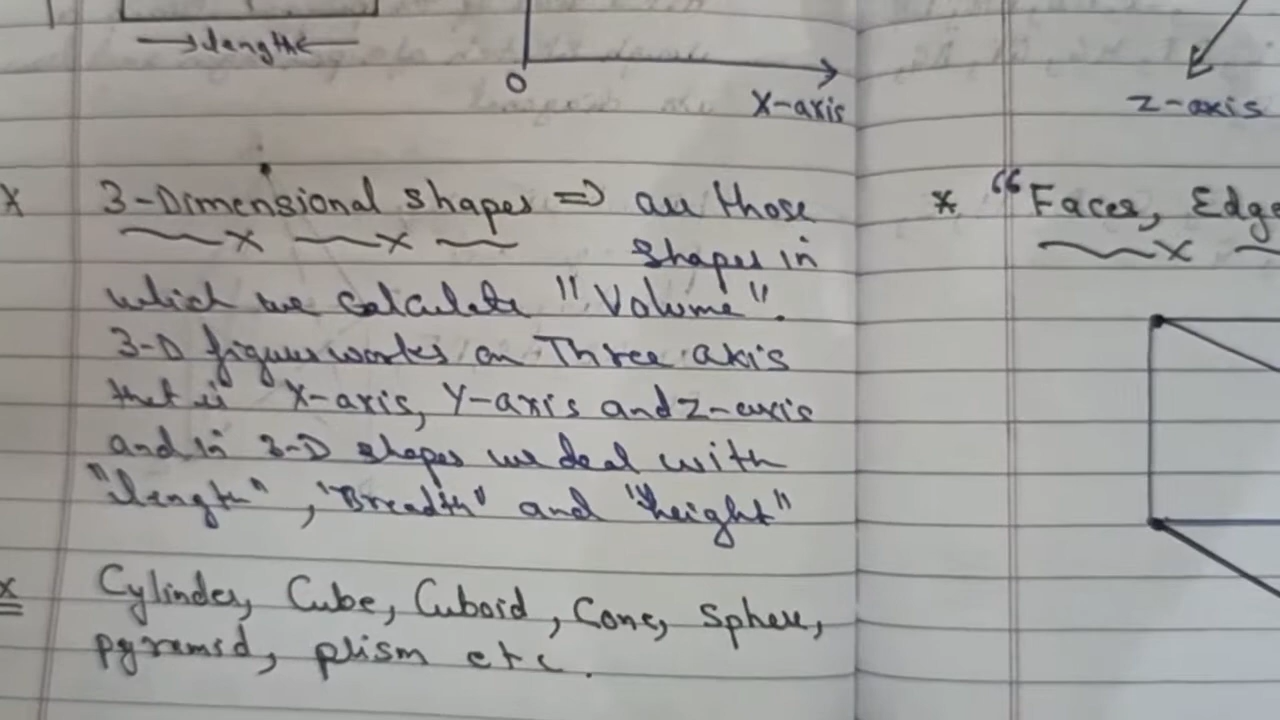 →length←
O
X-axis
Z-axis
* 3-Dimensional shapes ⇒ all those
shapes in
which we calculate "Volume".
3-D figures works on Three axis
that is X-axis, Y-axis and Z-axis
and in 3-D shapes we deal with
"length", "Breadth" and "height"
* Cylinder, Cube, Cuboid, Cone, Sphere,
pyramid, prism etc.
* “Faces, Edge